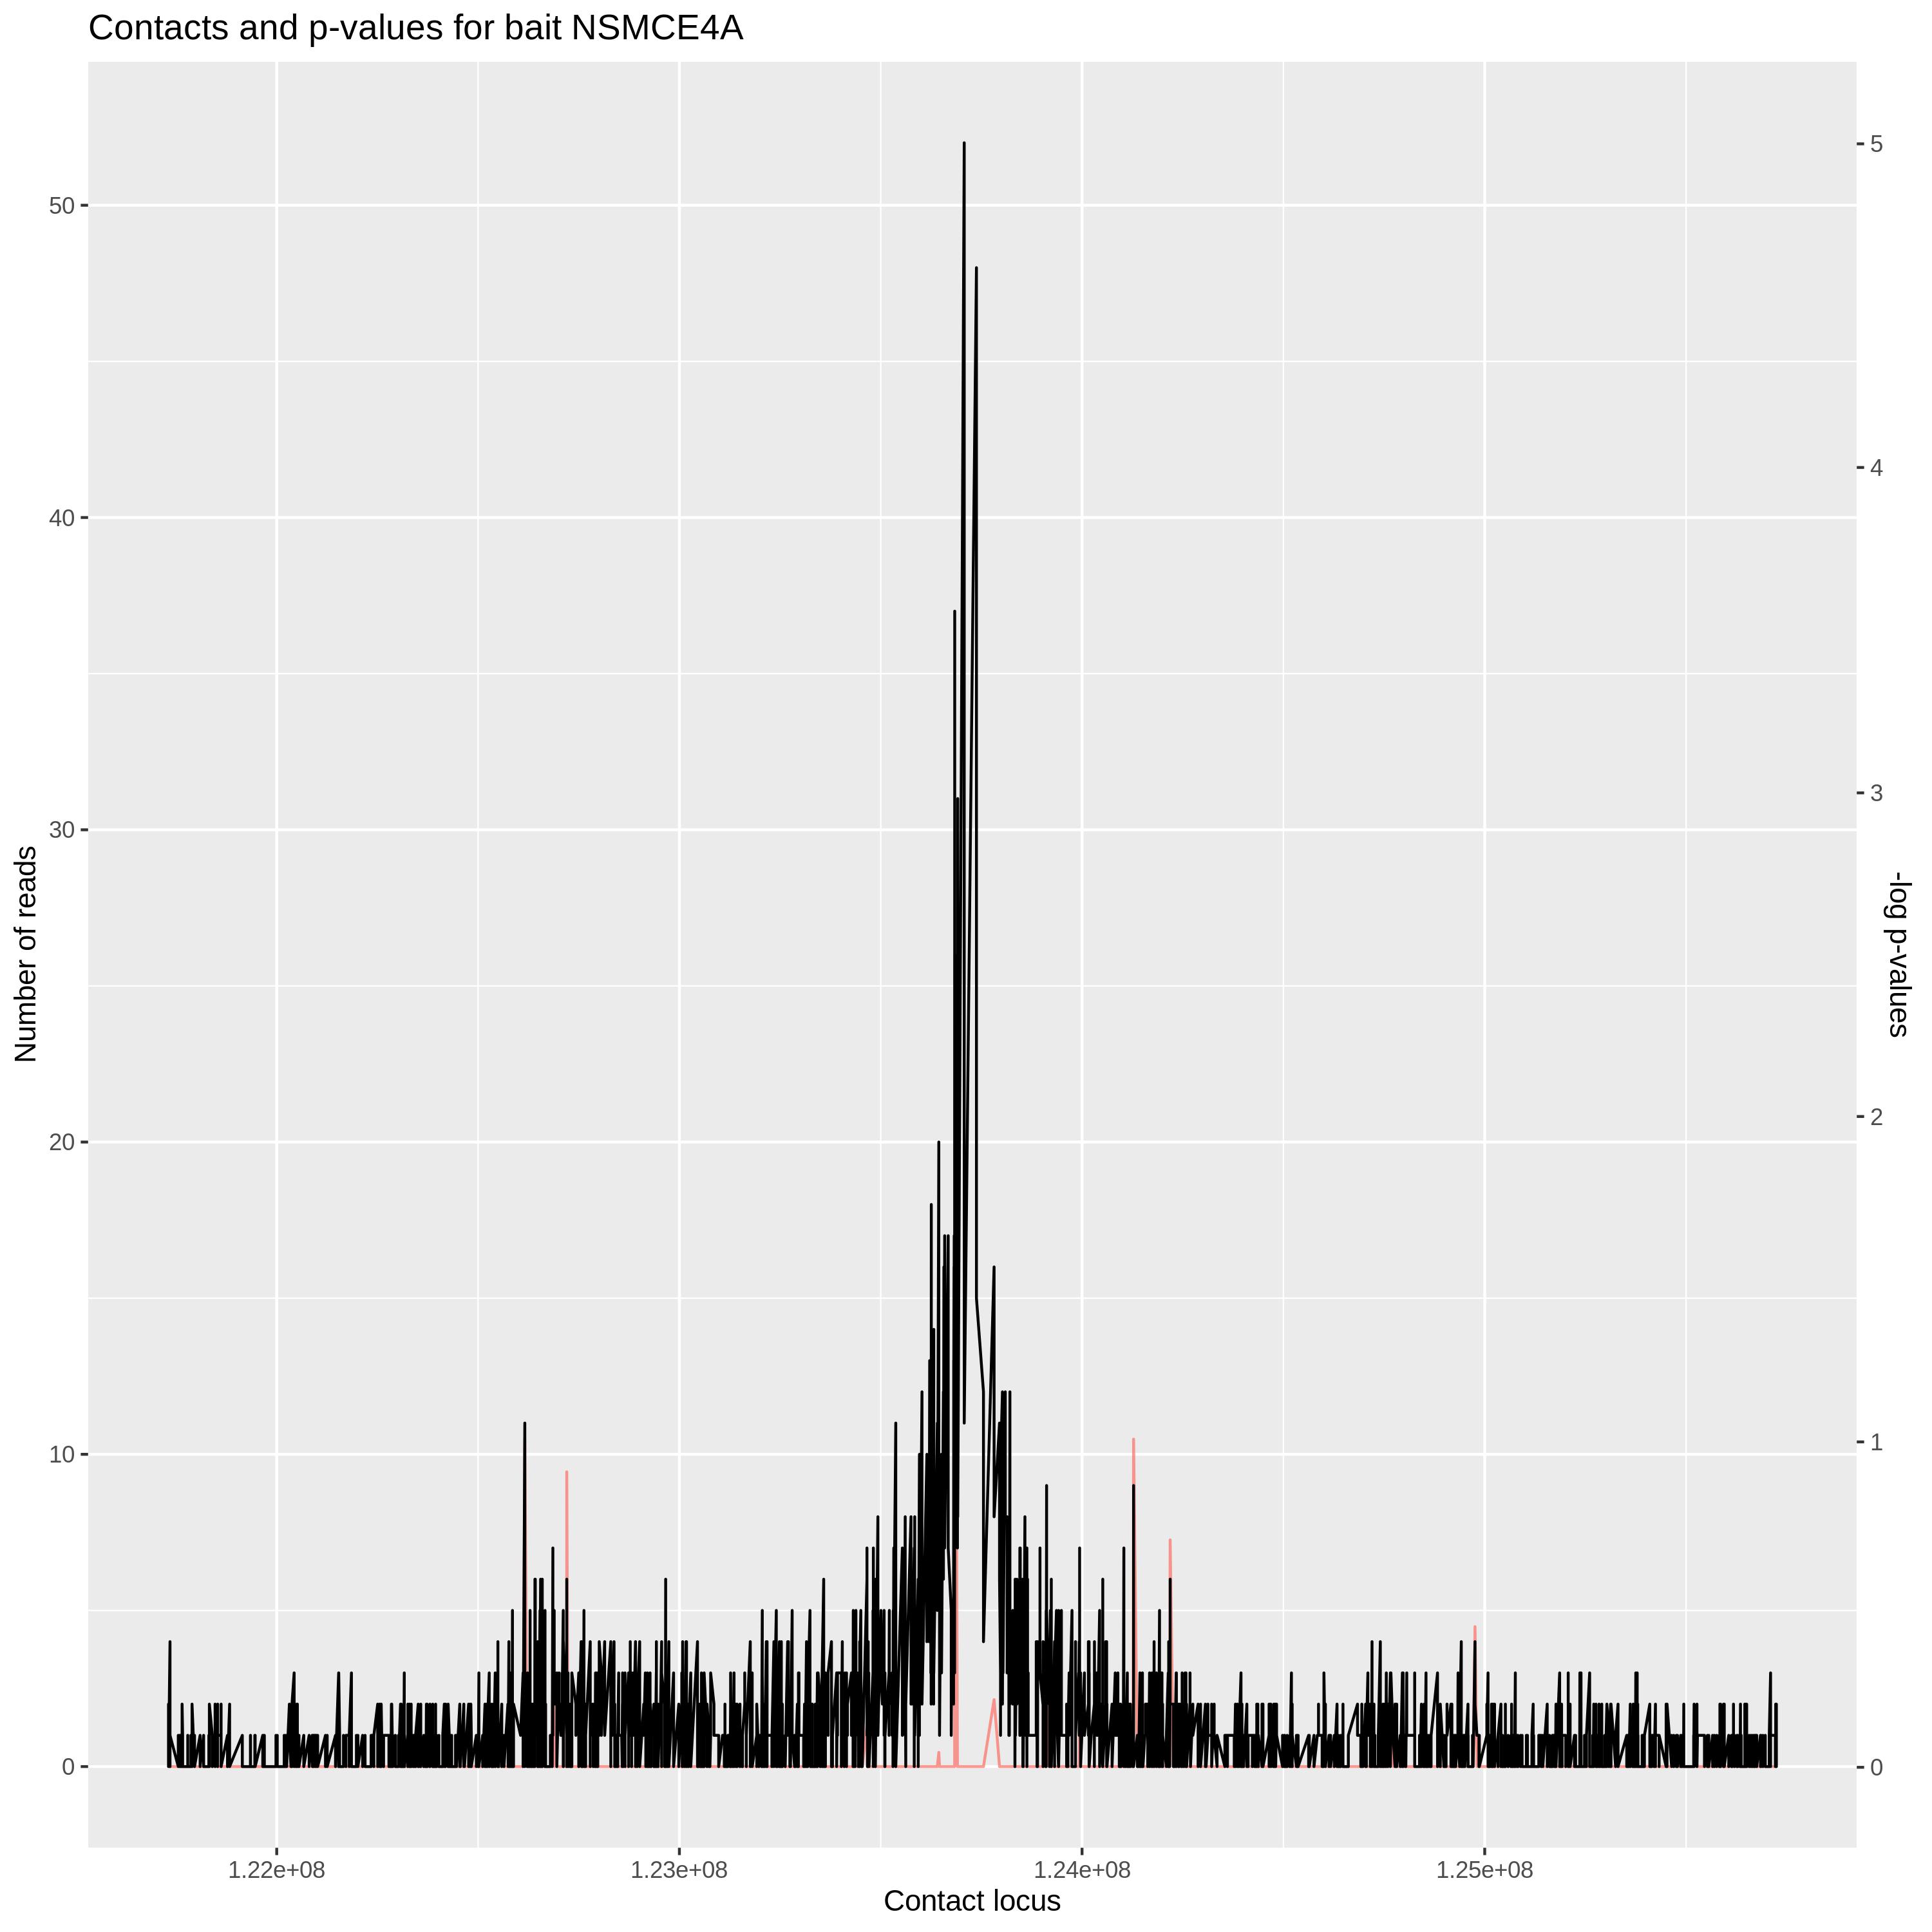 Contacts and p-values for bait NSMCE4A
50
40
30
20
10
0
Number of reads
5
4
3
2
1
0
-log p-values
1.22e+08
1.23e+08
1.24e+08
1.25e+08
Contact locus